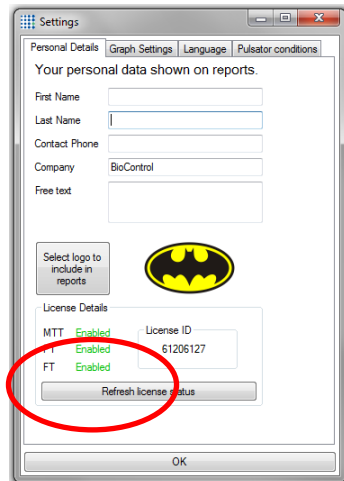 Settings
Personal Details Graph Settings Language Pulsator conditions
Your personal data shown on reports.
First Name
Last Name
Contact Phone
Company BioControl
Free text
Select logo to
include in
reports
License Details
MTT Enabled
License ID
61206127
Enabled
FT Enabled
Refresh license status
OK